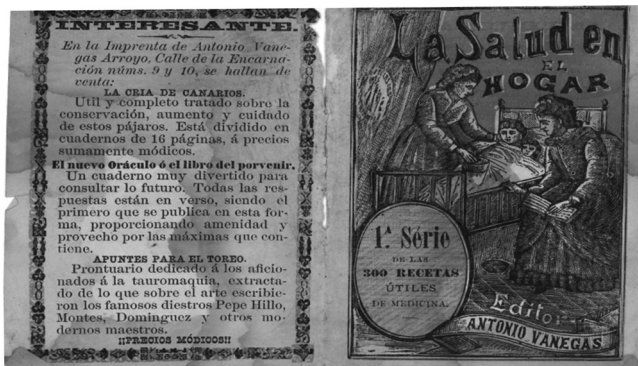 INTERESANTE.
En la Imprenta de Antonio Vane-
gas Arroyo, Calle de la Encarna-
ción núms. 9 y 10, se hallan de
venta:
LA CRIA DE CANARIOS.
Util y completo tratado sobre la
conservación, aumento y cuidado
de estos pájaros. Está dividido en
cuadernos de 16 páginas, á precios
sumamente módicos.
El nuevo Oráculo ó el libro del porvenir.
Un cuaderno muy divertido para
consultar lo futuro. Todas las res-
puestas están en verso, siendo el
primero que se publica en esta for-
ma, proporcionando amenidad y
provecho por las máximas que con-
tiene.
APUNTES PARA EL TOREO.
Prontuario dedicado á los aficio-
nados á la tauromaquia, extracta-
do de lo que sobre el arte escribie-
ron los famosos diestros Pepe Hillo,
Montes, Dominguez y otros mo-
dernos maestros.
¡¡PRECIOS MÓDICOS!!
La Salud en
EL
HOGAR
1.ª Série
DE LAS
300 RECETAS
ÚTILES
DE MEDICINA.
Editor
ANTONIO VANEGAS